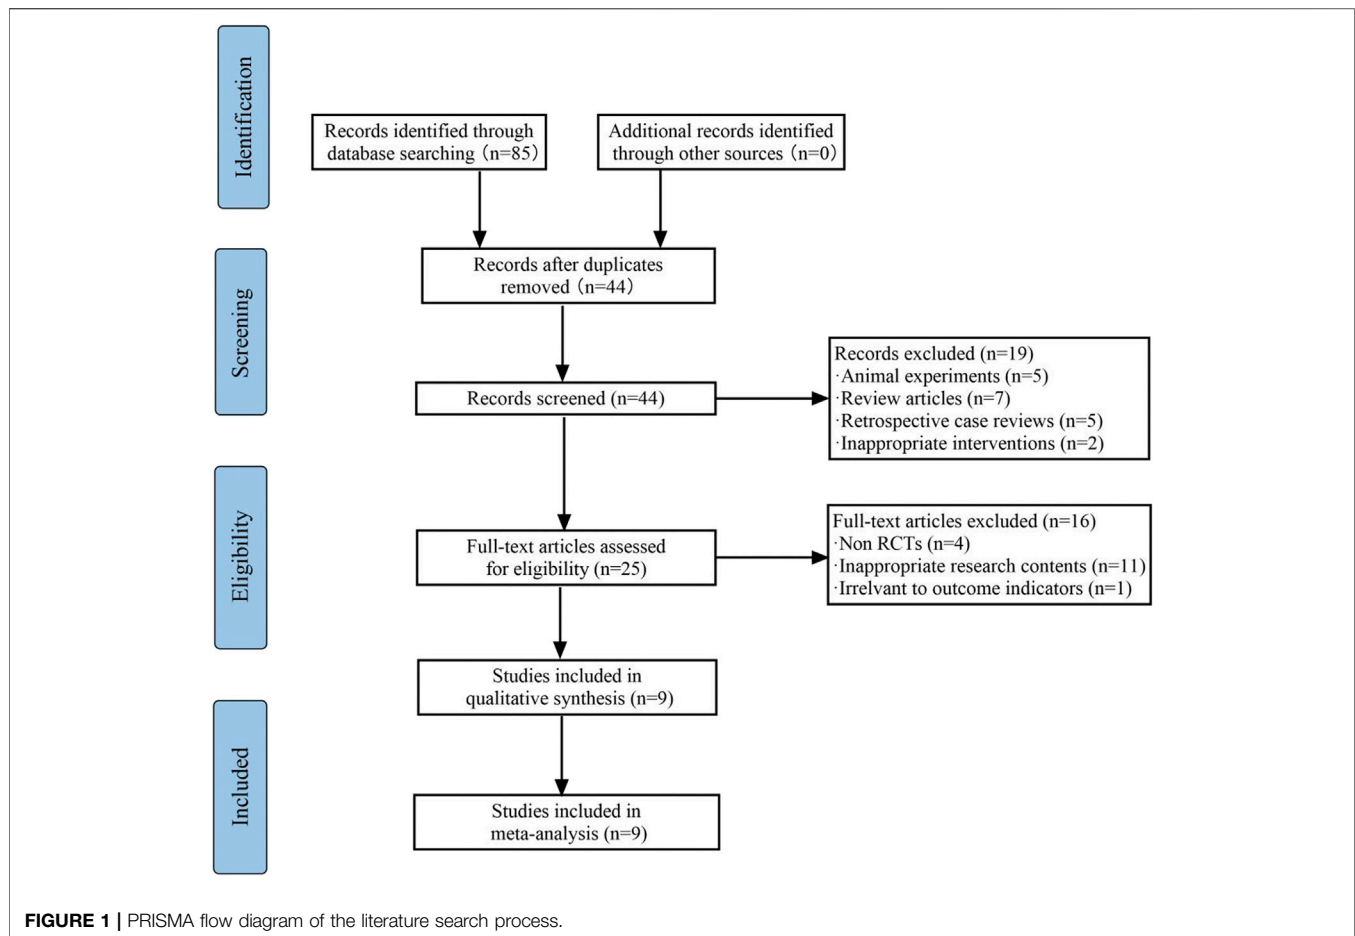 Identification
Records identified through
database searching（n=85）
Additional records identified
through other sources（n=0）
Screening
Records after duplicates
removed（n=44）
Records screened (n=44)
Records excluded (n=19)
·Animal experiments (n=5)
·Review articles (n=7)
·Retrospective case reviews (n=5)
·Inappropriate interventions (n=2)
Eligibility
Full-text articles assessed
for eligibility (n=25)
Full-text articles excluded (n=16)
·Non RCTs (n=4)
·Inappropriate research contents (n=11)
·Irrelvant to outcome indicators (n=1)
Studies included in
qualitative synthesis (n=9)
Included
Studies included in
meta-analysis (n=9)
FIGURE 1 | PRISMA flow diagram of the literature search process.